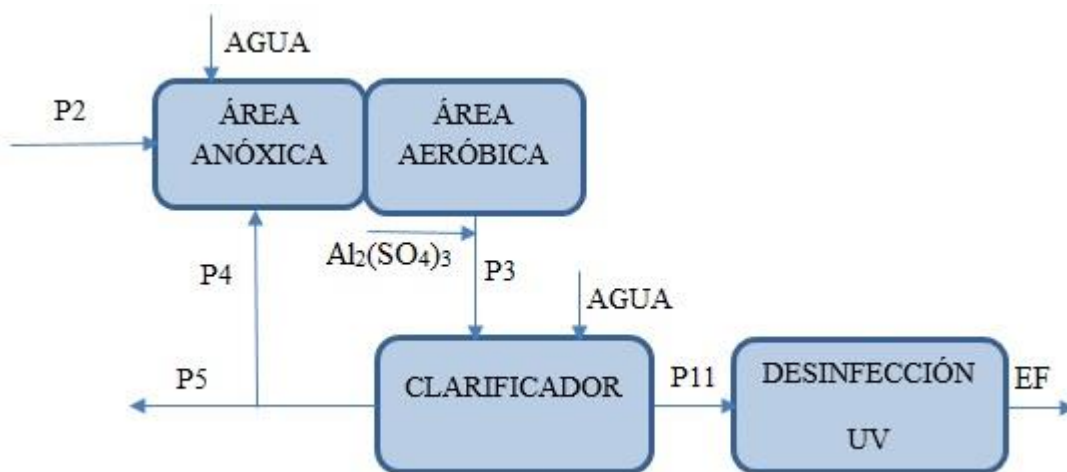 AGUA
P2
ÁREA
ANÓXICA
ÁREA
AERÓBICA
Al₂(SO₄)₃
P4
P3
AGUA
P5
CLARIFICADOR
P11
DESINFECCIÓN
UV
EF